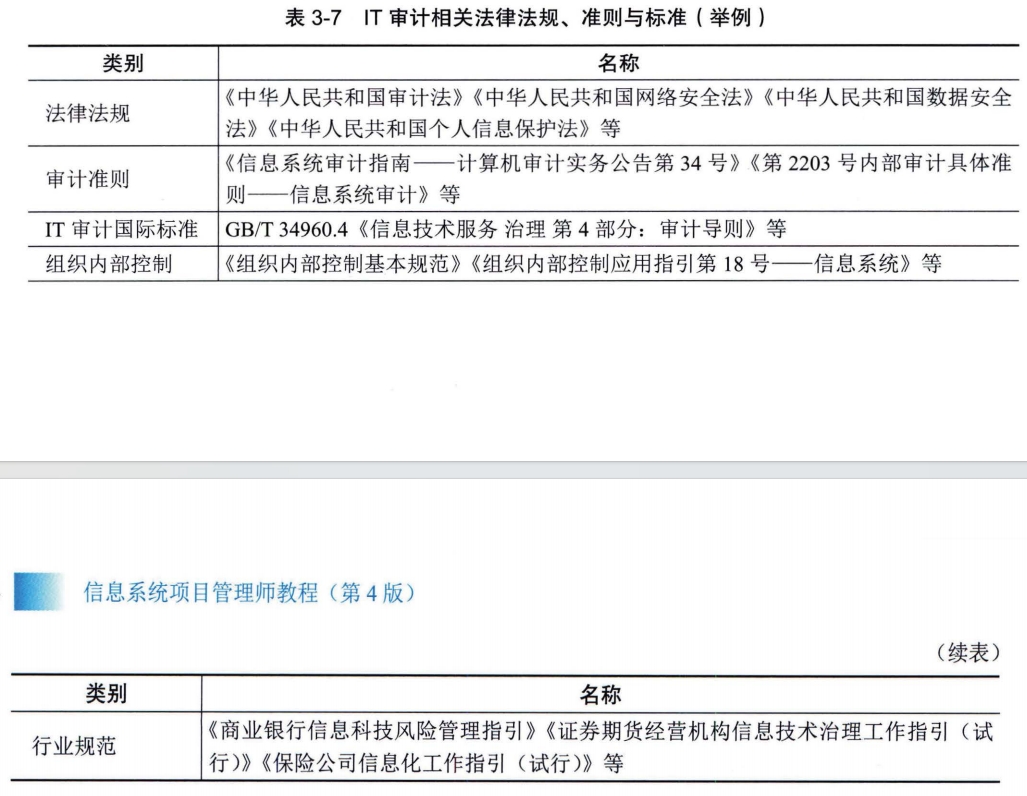 表 3-7 IT 审计相关法律法规、准则与标准（举例）
类别 名称
法律法规
《中华人民共和国审计法》《中华人民共和国网络安全法》《中华人民共和国数据安全
法》《中华人民共和国个人信息保护法》等
审计准则
《信息系统审计指南——计算机审计实务公告第 34 号》《第 2203 号内部审计具体准
则——信息系统审计》等
IT 审计国际标准 GB/T 34960.4《信息技术服务 治理 第 4 部分：审计导则》等
组织内部控制 《组织内部控制基本规范》《组织内部控制应用指引第 18 号——信息系统》等
信息系统项目管理师教程（第 4 版）
（续表）
类别 名称
行业规范
《商业银行信息科技风险管理指引》《证券期货经营机构信息技术治理工作指引（试
行）》《保险公司信息化工作指引（试行）》等